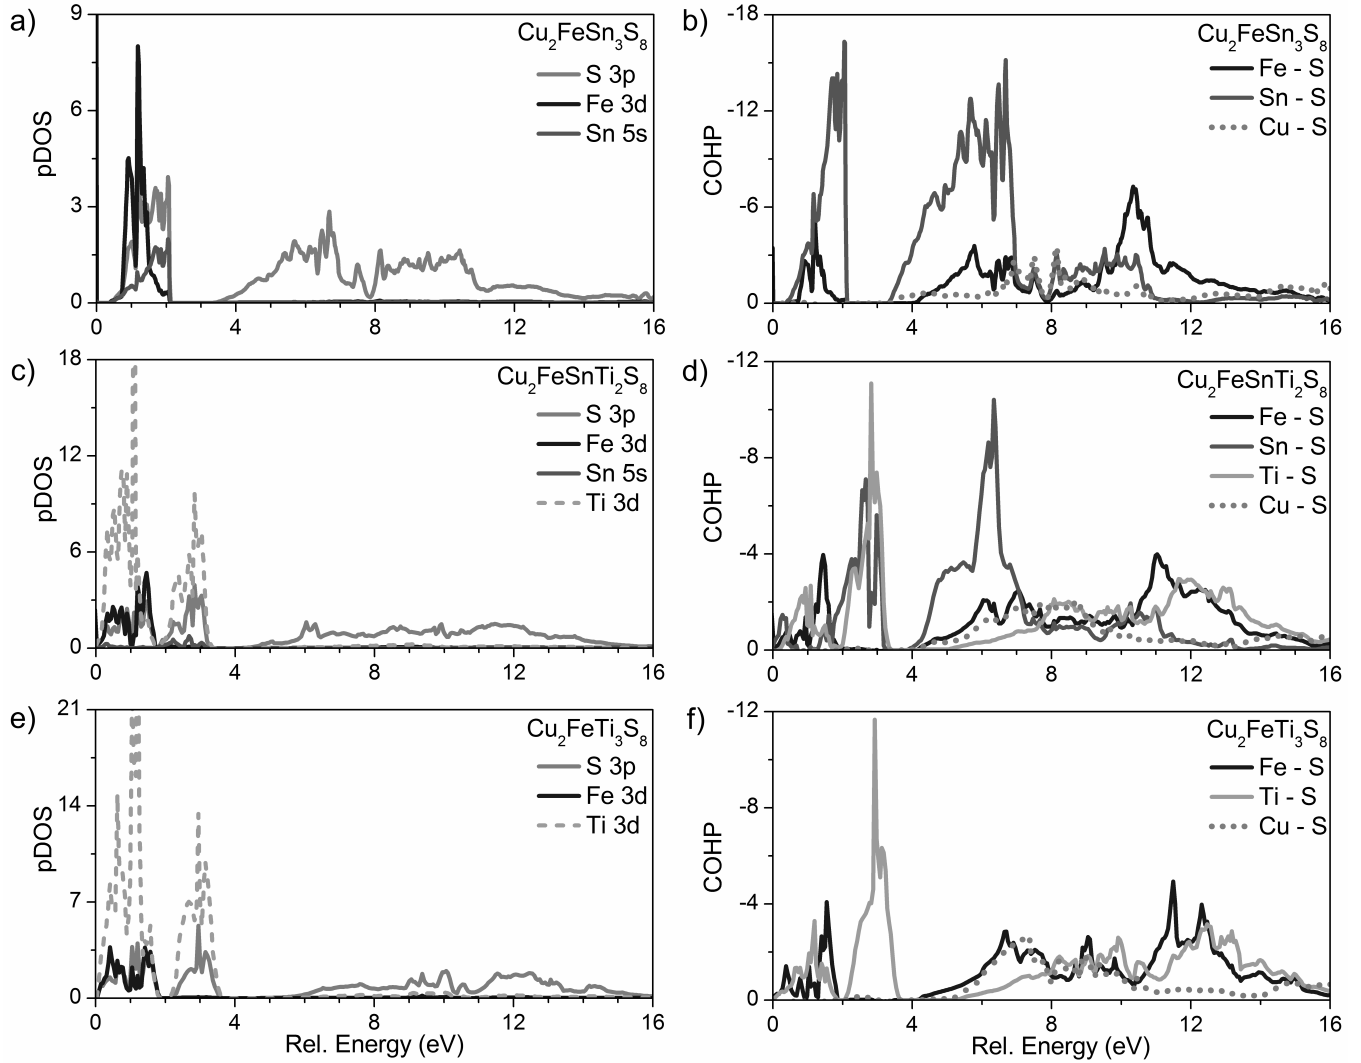 a)
9
6
3
0
pDOS
Cu2FeSn3S8
S 3p
Fe 3d
Sn 5s
0 4 8 12 16
b)
-18
-12
-6
0
COHP
Cu2FeSn3S8
Fe - S
Sn - S
Cu - S
0 4 8 12 16
c)
18
12
6
0
pDOS
Cu2FeSnTi2S8
S 3p
Fe 3d
Sn 5s
Ti 3d
0 4 8 12 16
d)
-12
-8
-4
0
COHP
Cu2FeSnTi2S8
Fe - S
Sn - S
Ti - S
Cu - S
0 4 8 12 16
e)
21
14
7
0
pDOS
Cu2FeTi3S8
S 3p
Fe 3d
Ti 3d
0 4 8 12 16
Rel. Energy (eV)
f)
-12
-8
-4
0
COHP
Cu2FeTi3S8
Fe - S
Ti - S
Cu - S
0 4 8 12 16
Rel. Energy (eV)